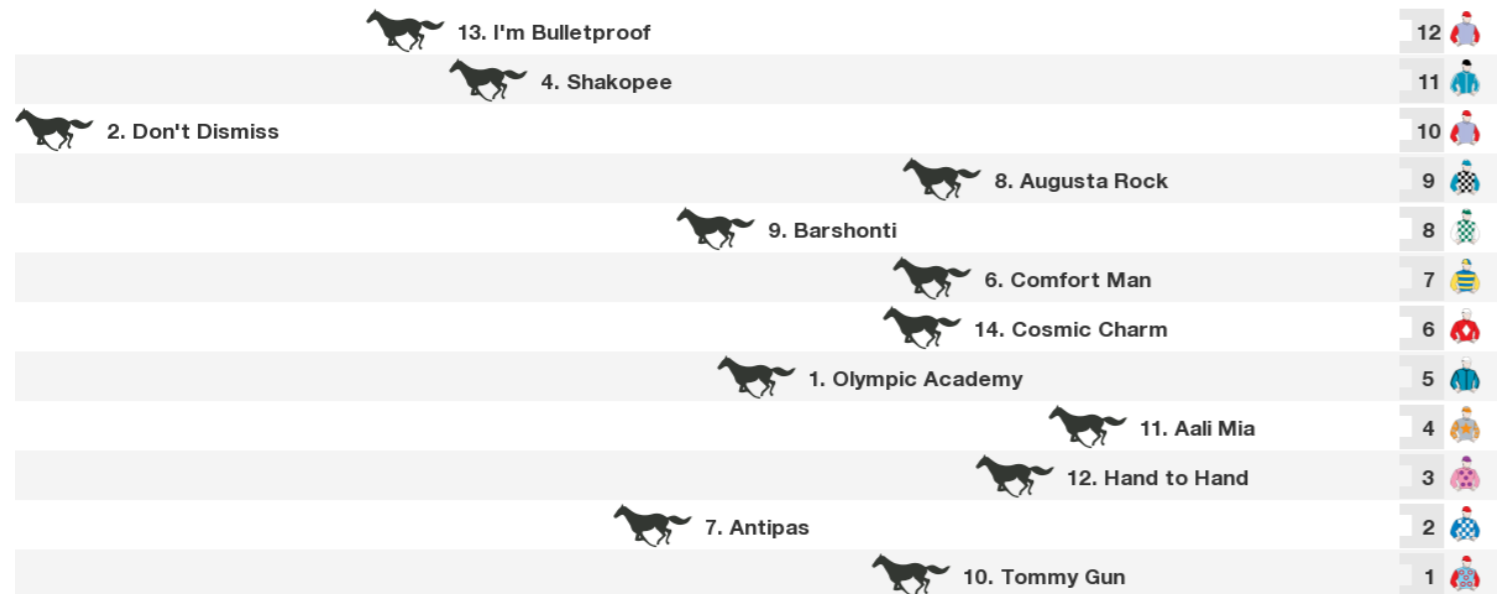 13. I'm Bulletproof 12
4. Shakopee 11
2. Don't Dismiss 10
8. Augusta Rock 9
9. Barshonti 8
6. Comfort Man 7
14. Cosmic Charm 6
1. Olympic Academy 5
11. Aali Mia 4
12. Hand to Hand 3
7. Antipas 2
10. Tommy Gun 1